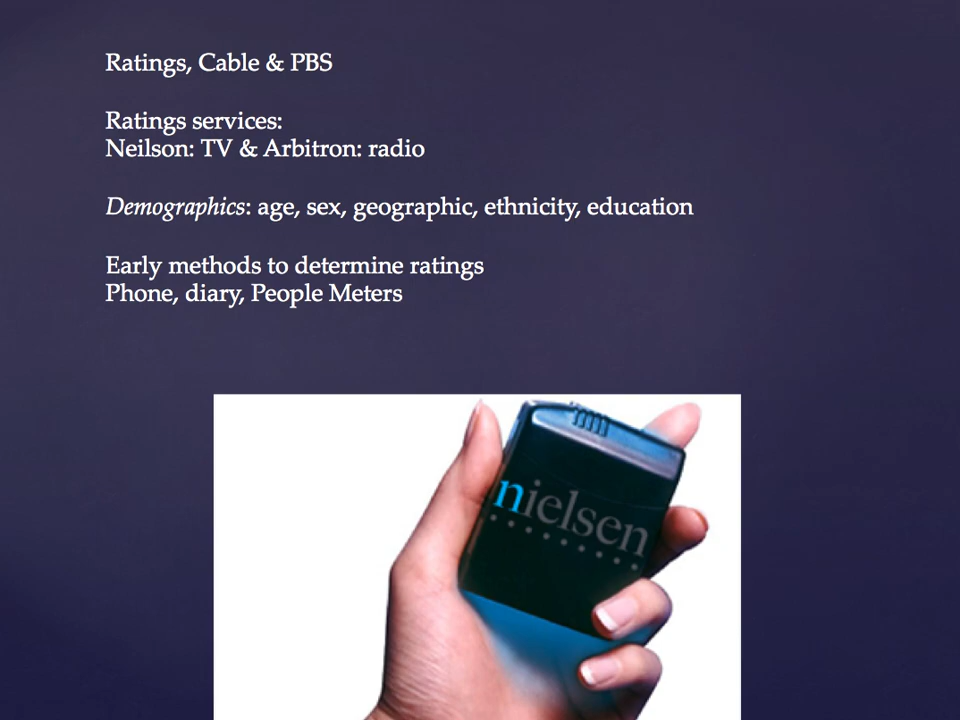 Ratings, Cable & PBS
Ratings services:
Neilson: TV & Arbitron: radio
Demographics: age, sex, geographic, ethnicity, education
Early methods to determine ratings
Phone, diary, People Meters
nielsen